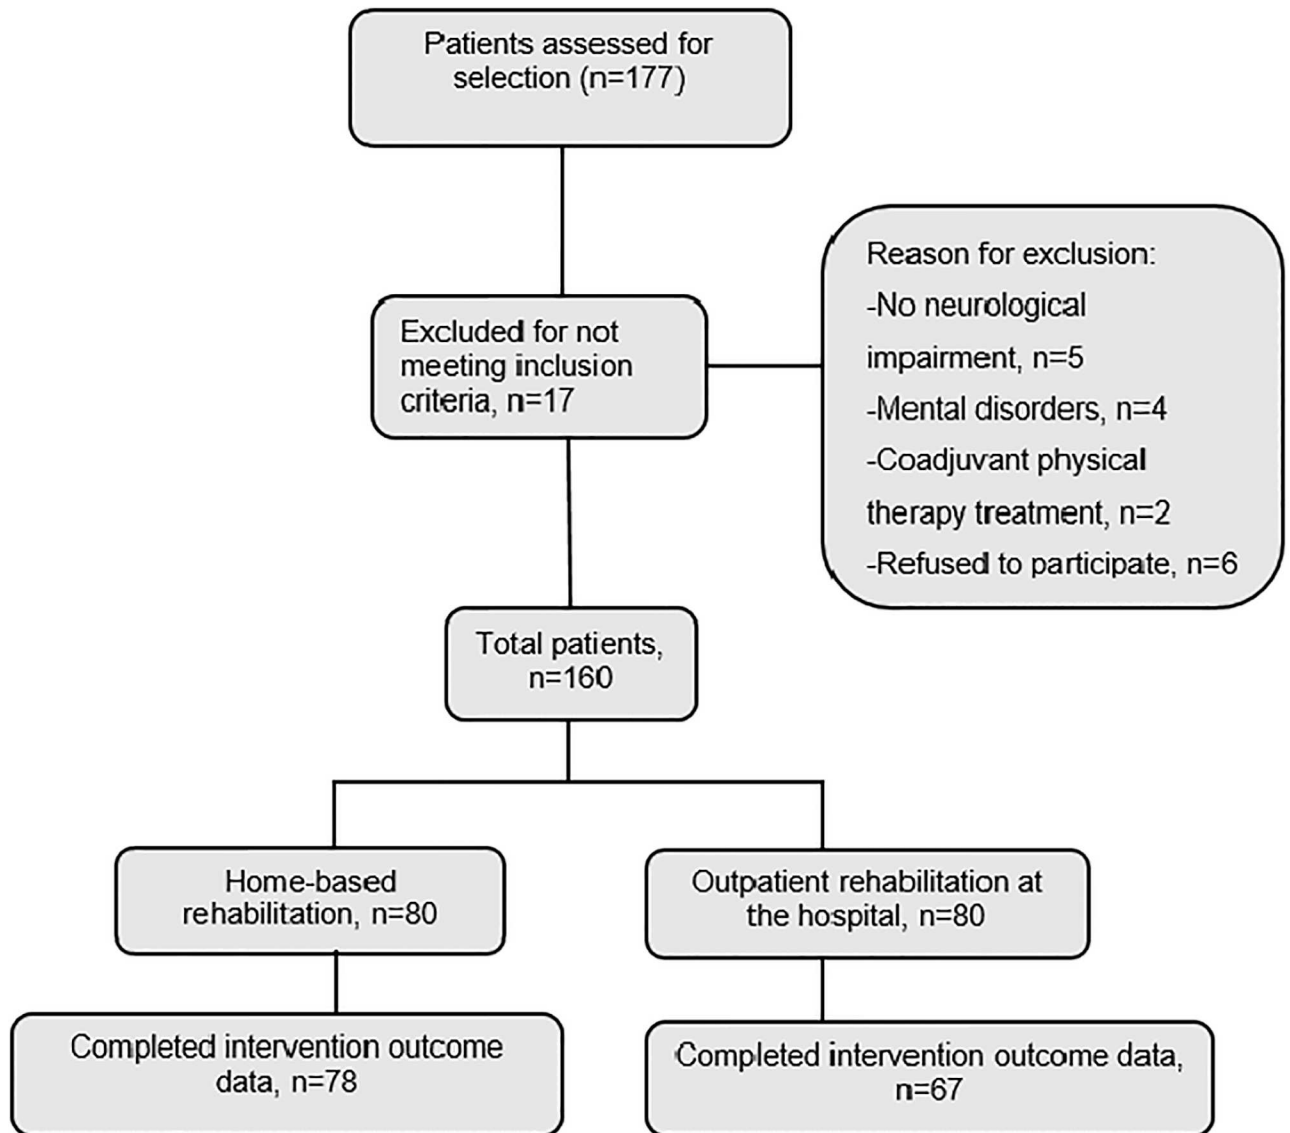 Patients assessed for
selection (n=177)
Excluded for not
meeting inclusion
criteria, n=17
Reason for exclusion:
-No neurological
impairment, n=5
-Mental disorders, n=4
-Coadjuvant physical
therapy treatment, n=2
-Refused to participate, n=6
Total patients,
n=160
Home-based
rehabilitation, n=80
Outpatient rehabilitation at
the hospital, n=80
Completed intervention outcome
data, n=78
Completed intervention outcome data,
n=67